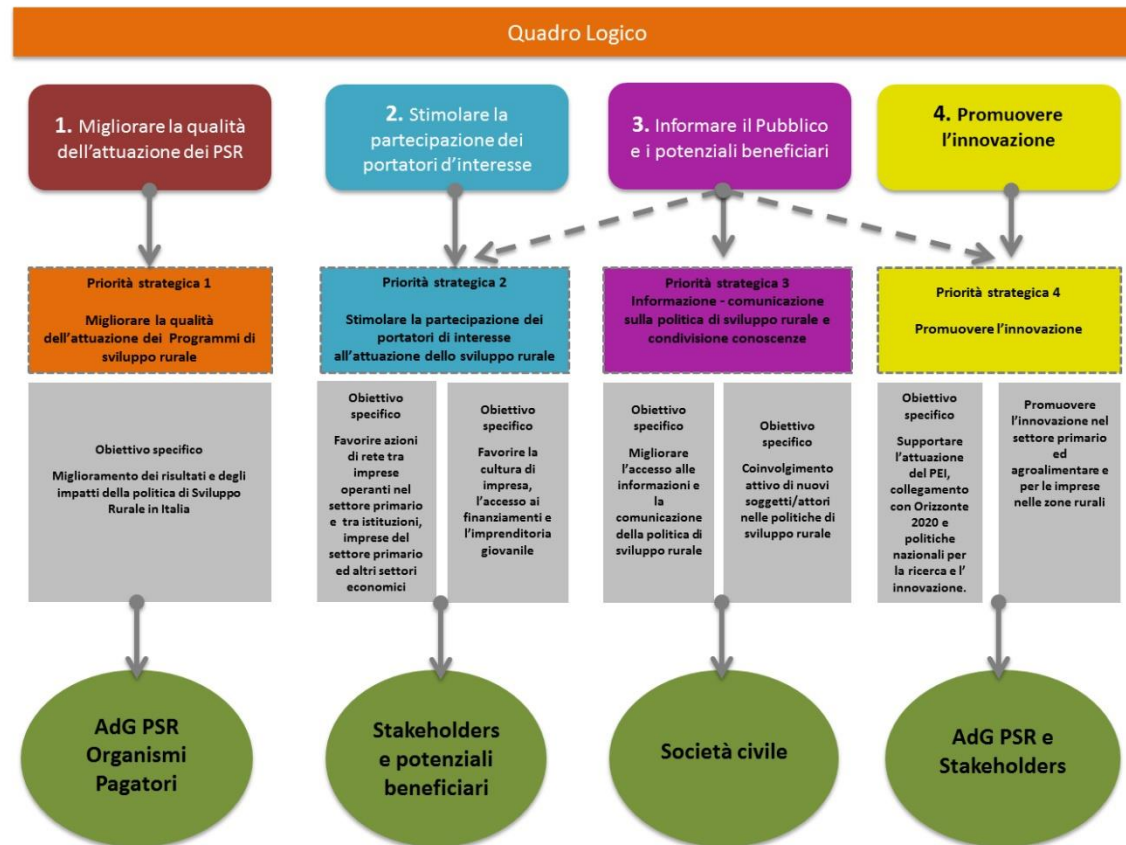 Quadro Logico
1. Migliorare la qualità
dell'attuazione dei PSR
2. Stimolare la
partecipazione dei
portatori d'interesse
3. Informare il Pubblico
e i potenziali beneficiari
4. Promuovere
l'innovazione
Priorità strategica 1
Migliorare la qualità
dell'attuazione dei Programmi di
sviluppo rurale
Priorità strategica 2
Stimolare la partecipazione dei
portatori di interesse
all'attuazione dello sviluppo rurale
Priorità strategica 3
Informazione - comunicazione
sulla politica di sviluppo rurale e
condivisione conoscenze
Priorità strategica 4
Promuovere l'innovazione
Obiettivo specifico
Miglioramento dei risultati e degli
impatti della politica di Sviluppo
Rurale in Italia
Obiettivo
specifico
Favorire azioni
di rete tra
imprese
operanti nel
settore primario
e tra istituzioni,
imprese del
settore primario
ed altri settori
economici
Obiettivo
specifico
Favorire la
cultura di
impresa,
l'accesso ai
finanziamenti e
l'imprenditoria
giovanile
Obiettivo
specifico
Migliorare
l'accesso alle
informazioni e
la
comunicazione
della politica di
sviluppo rurale
Obiettivo
specifico
Coinvolgimento
attivo di nuovi
soggetti/attori
nelle politiche di
sviluppo rurale
Obiettivo
specifico
Supportare
l'attuazione
del PEI,
collegamento
con Orizzonte
2020 e
politiche
nazionali per
la ricerca e l'
innovazione.
Promuovere
l'innovazione nel
settore primario
ed
agroalimentare e
per le imprese
nelle zone rurali
AdG PSR
Organismi
Pagatori
Stakeholders
e potenziali
beneficiari
Società civile
AdG PSR e
Stakeholders